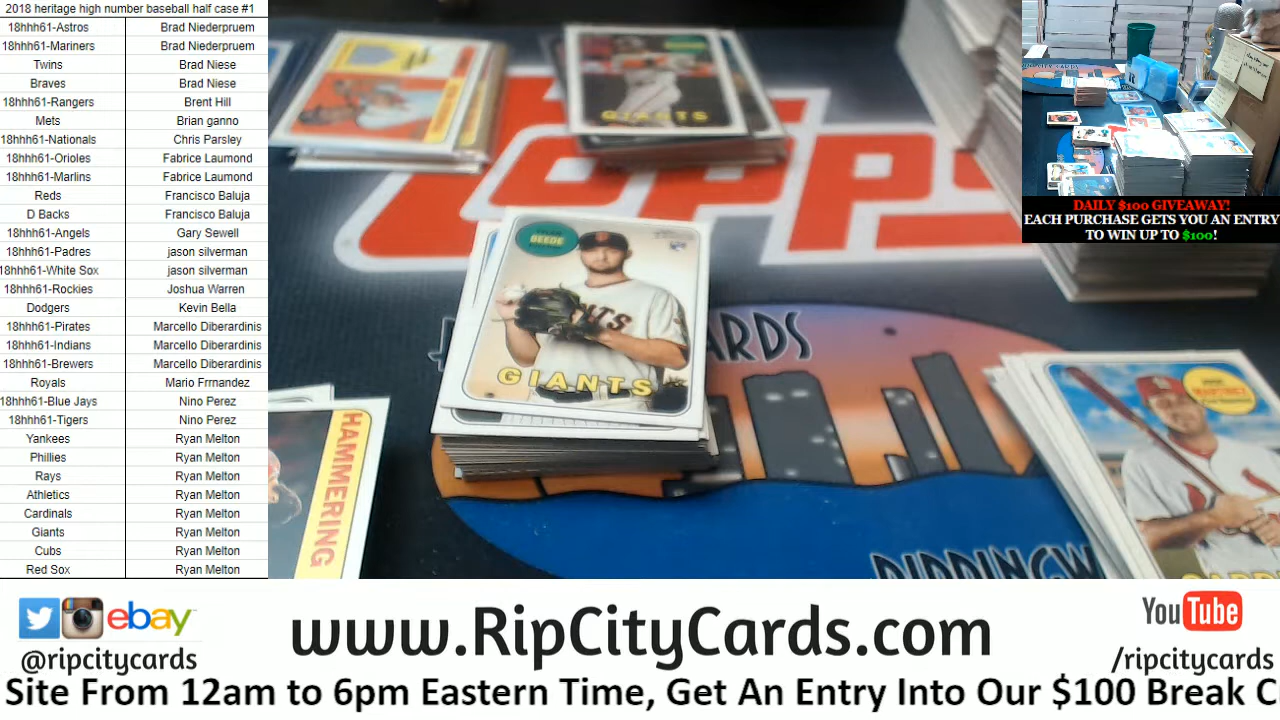 2018 heritage high number baseball half case #1
18hhh61-Astros Brad Niederpruem
18hhh61-Mariners Brad Niederpruem
Twins Brad Niese
Braves Brad Niese
18hhh61-Rangers Brent Hill
Mets Brian ganno
18hhh61-Nationals Chris Parsley
18hhh61-Orioles Fabrice Laumond
18hhh61-Marlins Fabrice Laumond
Reds Francisco Baluja
D Backs Francisco Baluja
18hhh61-Angels Gary Sewell
18hhh61-Padres jason silverman
18hhh61-White Sox jason silverman
18hhh61-Rockies Joshua Warren
Dodgers Kevin Bella
18hhh61-Pirates Marcello Diberardinis
18hhh61-Indians Marcello Diberardinis
18hhh61-Brewers Marcello Diberardinis
Royals Mario Frrnandez
18hhh61-Blue Jays Nino Perez
18hhh61-Tigers Nino Perez
Yankees Ryan Melton
Phillies Ryan Melton
Rays Ryan Melton
Athletics Ryan Melton
Cardinals Ryan Melton
Giants Ryan Melton
Cubs Ryan Melton
Red Sox Ryan Melton
GIANTS
Topps
BEEDE
GIANTS
GIANTS
ARDS
HAMMERING
MARTINEZ
RIPPINGW
DAILY $100 GIVEAWAY!
EACH PURCHASE GETS YOU AN ENTRY
TO WIN UP TO $100!
ebay
@ripcitycards
www.RipCityCards.com
YouTube
/ripcitycards
Site From 12am to 6pm Eastern Time, Get An Entry Into Our $100 Break C